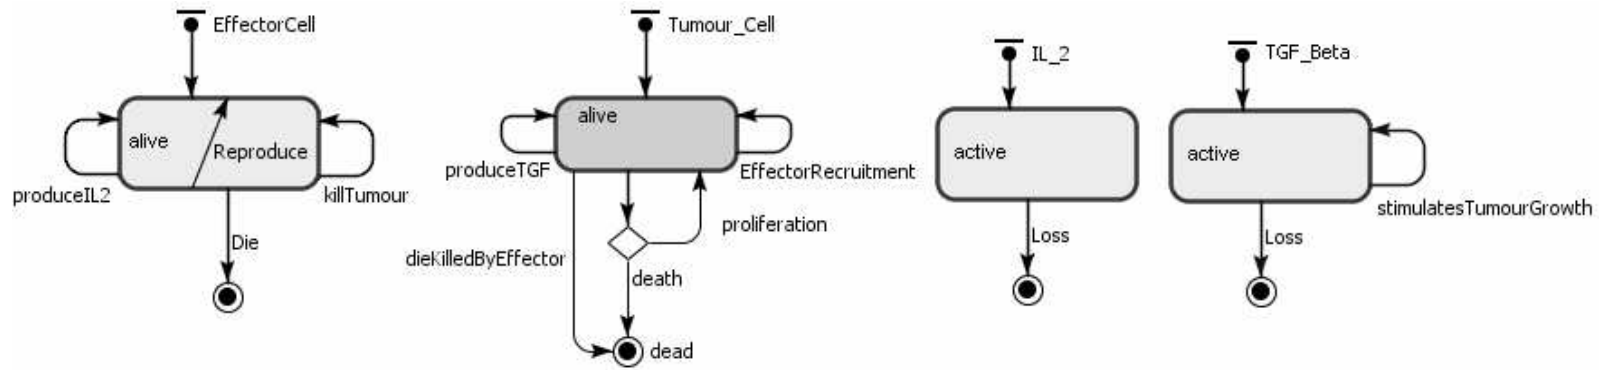 EffectorCell
alive
Reproduce
produceIL2
killTumour
Die
Tumour_Cell
alive
produceTGF
EffectorRecruitment
proliferation
dieKilledByEffector
death
dead
IL_2
active
Loss
TGF_Beta
active
stimulatesTumourGrowth
Loss